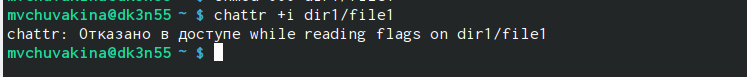 mvchuvakina@dk3n55 ~ $ chattr +i dir1/file1
chattr: Отказано в доступе while reading flags on dir1/file1
mvchuvakina@dk3n55 ~ $